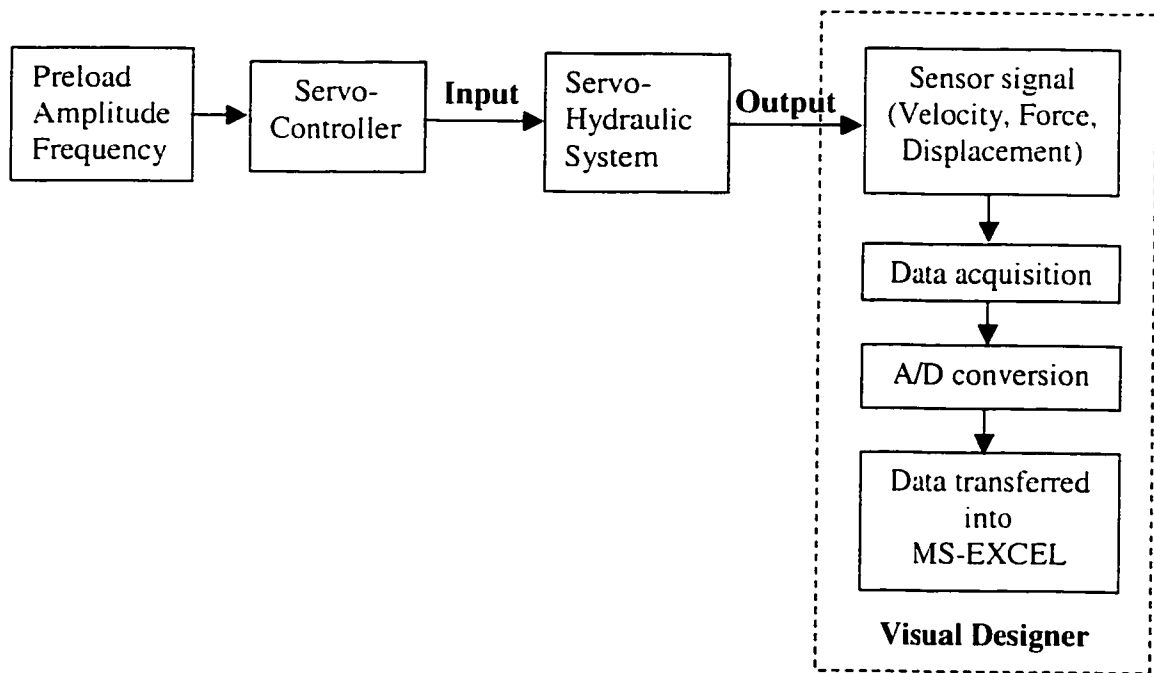 Preload
Amplitude
Frequency
Servo-
Controller
Input
Servo-
Hydraulic
System
Output
Sensor signal
(Velocity, Force,
Displacement)
Data acquisition
A/D conversion
Data transferred
into
MS-EXCEL
Visual Designer